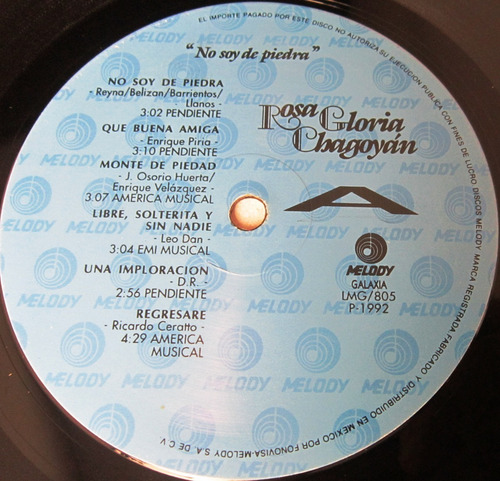 EL IMPORTE PAGADO POR ESTE DISCO NO AUTORIZA SU EJECUCION PUBLICA CON FINES DE LUCRO DISCOS MELODY MARCA REGISTRADA FABRICADO Y DISTRIBUIDO EN MEXICO POR FONOVISA-MELODY S.A. DE C V
"No soy de piedra"
NO SOY DE PIEDRA
- Reyna/Belizan/Barrientos/
Llanos -
3:02 PENDIENTE
QUE BUENA AMIGA
- Enrique Piria -
3:10 PENDIENTE
MONTE DE PIEDAD
- J. Osorio Huerta/
Enrique Velázquez -
3:07 AMERICA MUSICAL
LIBRE, SOLTERITA Y
SIN NADIE
- Leo Dan -
3:04 EMI MUSICAL
UNA IMPLORACION
- D.R. -
2:56 PENDIENTE
REGRESARE
- Ricardo Ceratto -
4:29 AMERICA
MUSICAL
Rosa Gloria
Chagoyán
A
MELODY
GALAXIA
LMG/805
P-1992